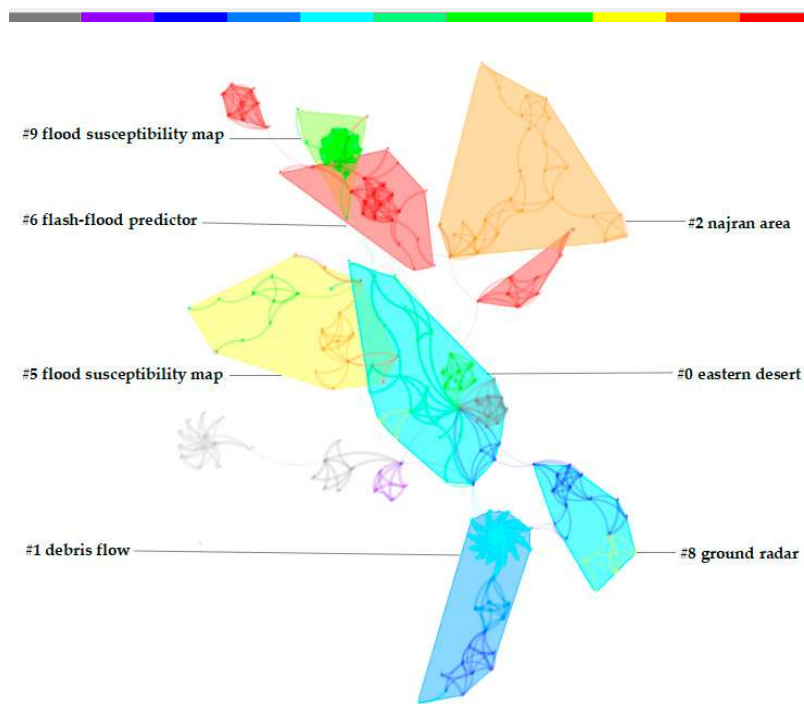 #9 flood susceptibility map
#6 flash-flood predictor
#2 najran area
#5 flood susceptibility map
#0 eastern desert
#1 debris flow
#8 ground radar